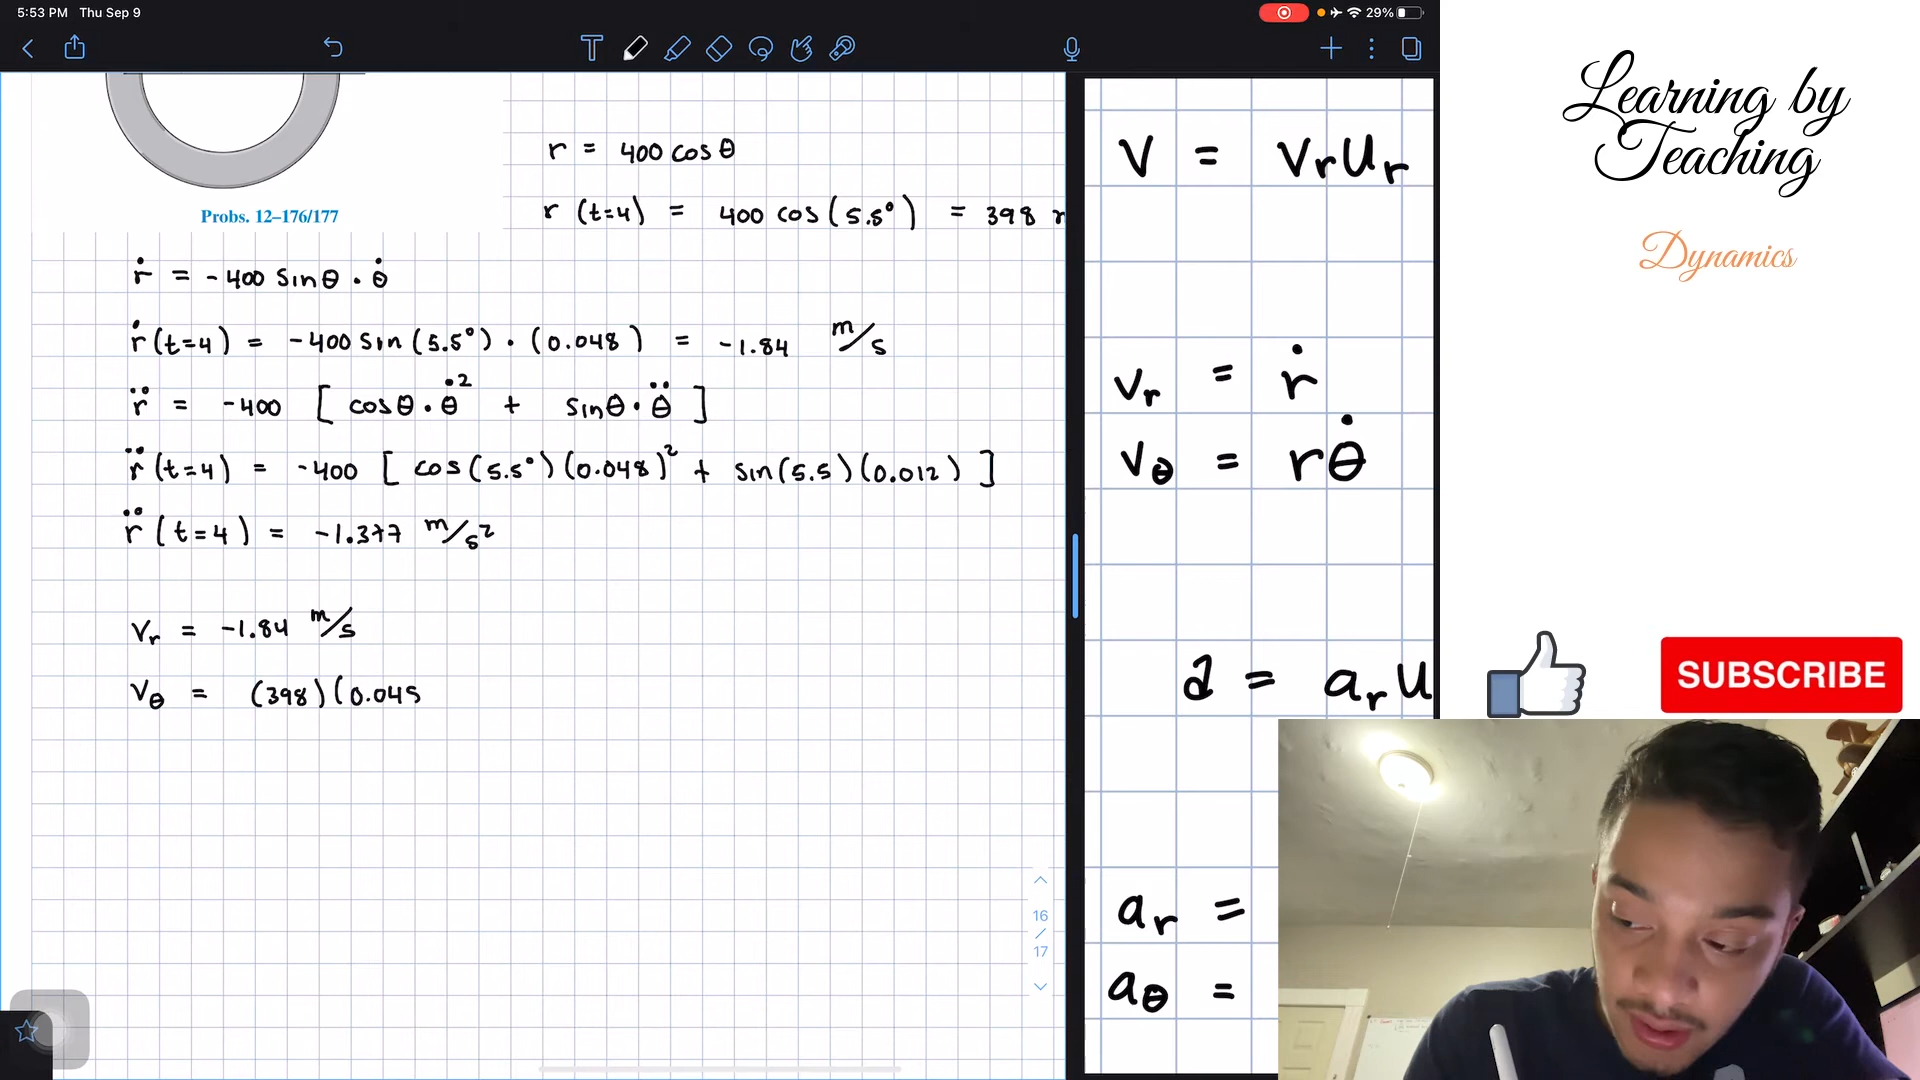 5:53 PM Thu Sep 9
29%
Probs. 12–176/177
r = 400 cos θ
r (t=4) = 400 cos(5.5°) = 398
ṙ = -400 sinθ · θ̇
ṙ(t=4) = -400 sin(5.5°) · (0.048) = -1.84 m/s
r̈ = -400 [ cosθ · θ̇² + sinθ · θ̈ ]
r̈(t=4) = -400 [ cos(5.5°)(0.048)² + sin(5.5)(0.012) ]
r̈(t=4) = -1.377 m/s²
Vr = -1.84 m/s
Vθ = (398)(0.045
16
/
17
V = VrUr
Vr = ṙ
Vθ = rθ̇
a = arU
ar =
aθ =
Learning by
Teaching
Dynamics
SUBSCRIBE